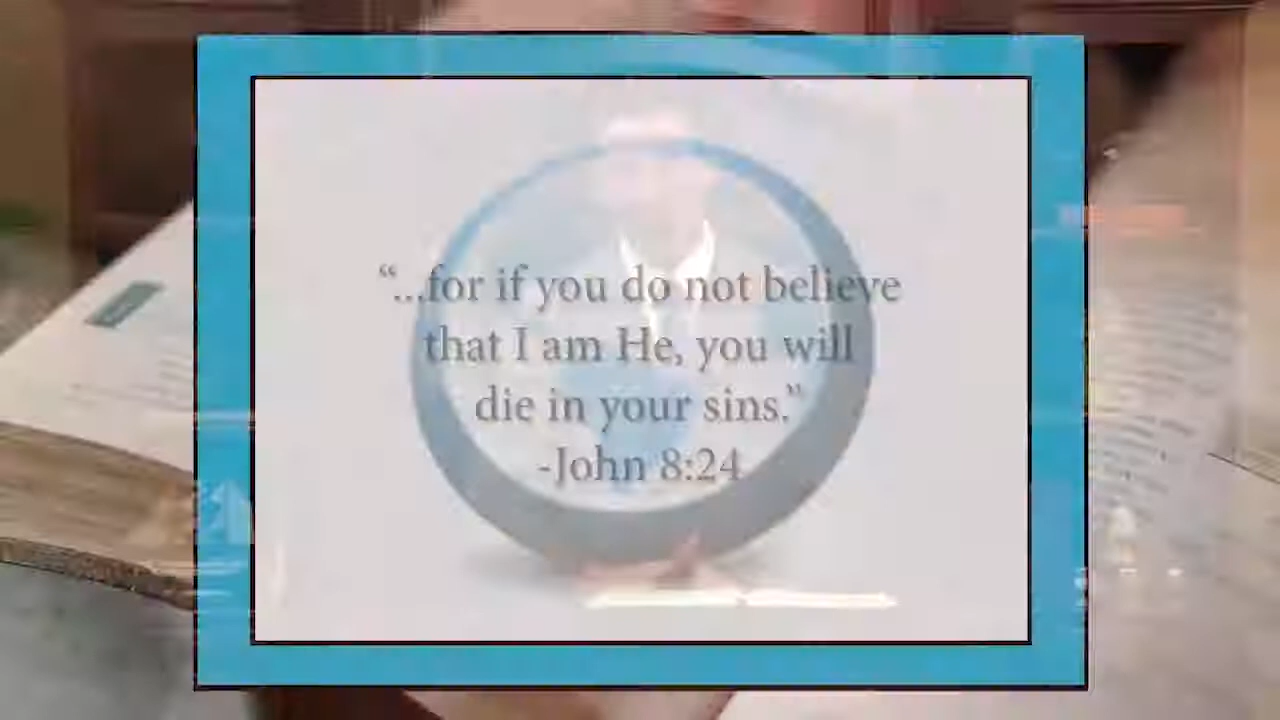 “...for if you do not believe
that I am He, you will
die in your sins.”
-John 8:24